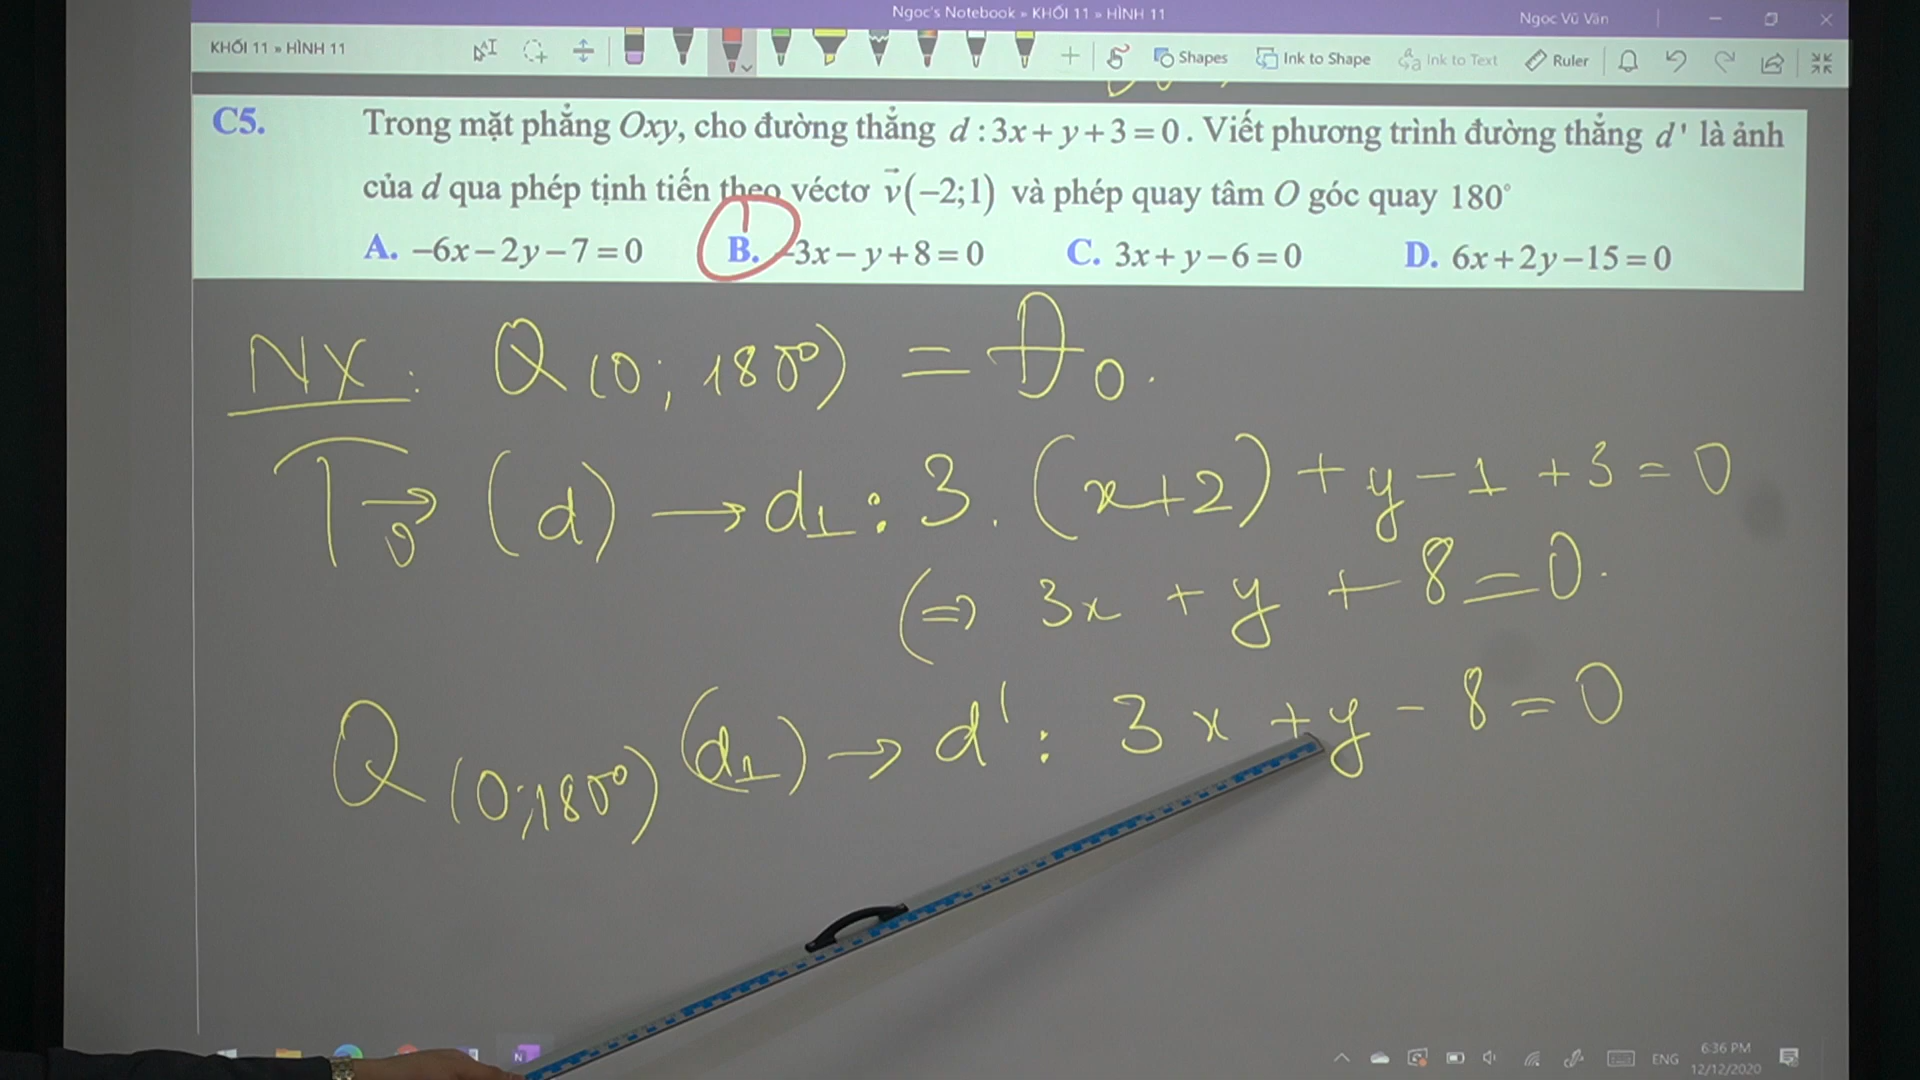 Ngoc's Notebook » KHỐI 11 » HÌNH 11
Ngoc Vũ Văn
KHỐI 11 » HÌNH 11
Shapes
Ink to Shape
Ink to Text
Ruler
C5. Trong mặt phẳng Oxy, cho đường thẳng d : 3x + y + 3 = 0. Viết phương trình đường thẳng d' là ảnh
của d qua phép tịnh tiến theo véctơ v⃗(−2;1) và phép quay tâm O góc quay 180°
A. −6x − 2y − 7 = 0 B. −3x − y + 8 = 0 C. 3x + y − 6 = 0 D. 6x + 2y − 15 = 0
NX: Q(0; 180°) = Đ0.
Tv⃗ (d) → d1 : 3.(x+2) + y − 1 + 3 = 0
(=) 3x + y + 8 = 0.
Q(0;180°) (d1) → d' : 3x + y − 8 = 0
ENG
6:36 PM
12/12/2020